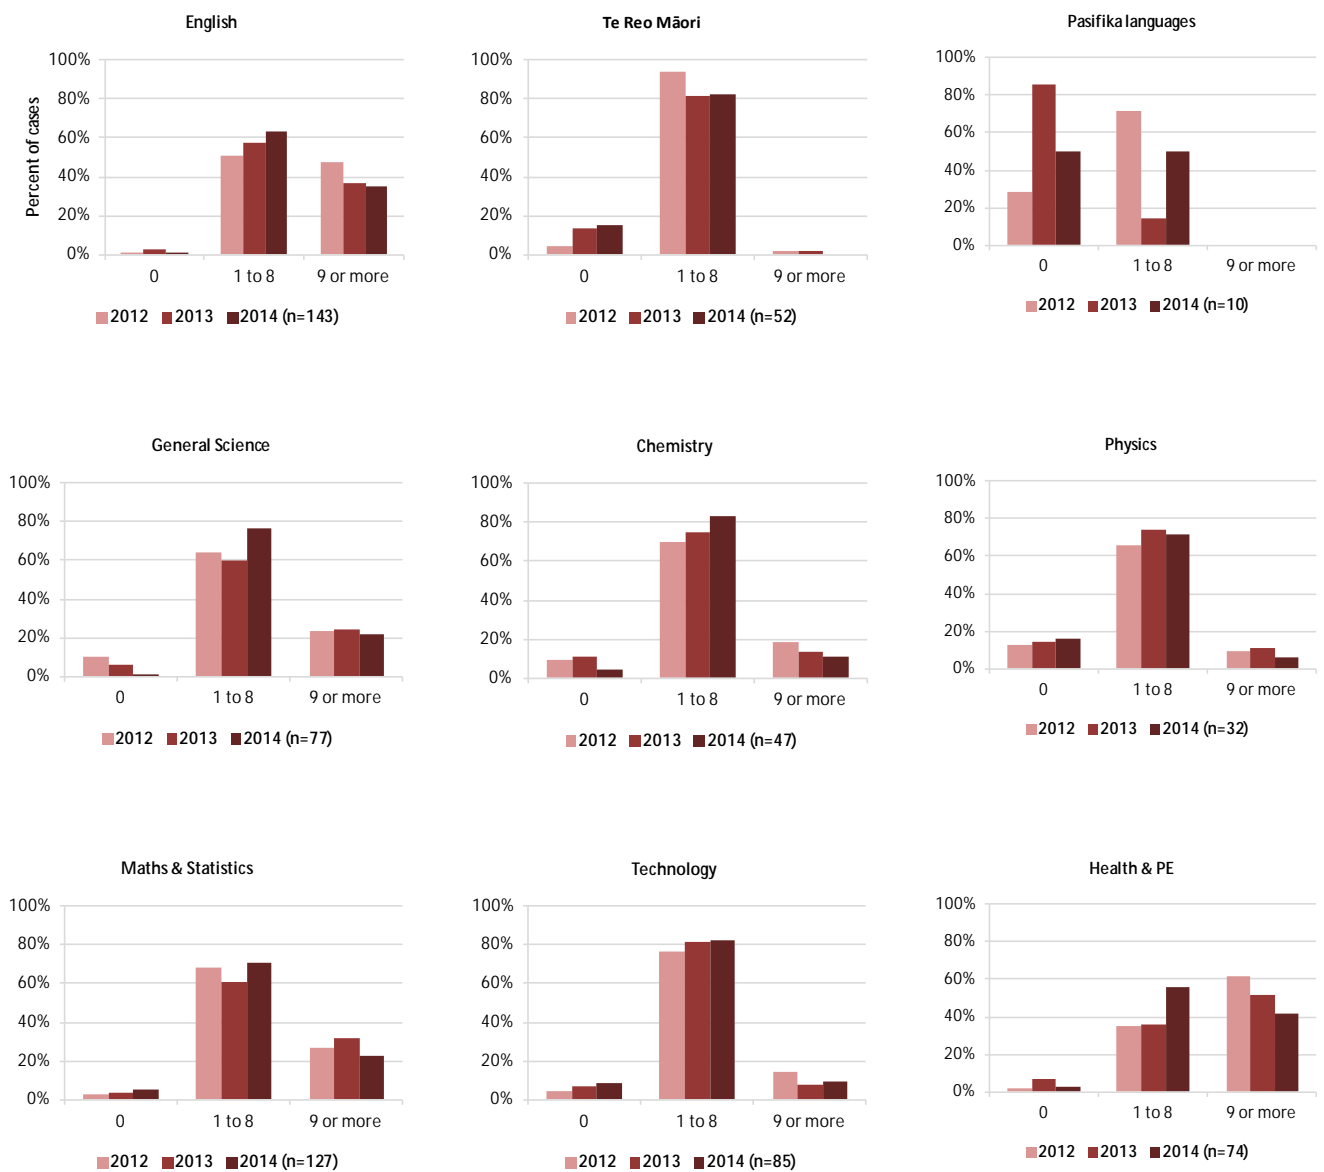 English
Te Reo Māori
Pasifika languages
Percent of cases
100%
80%
60%
40%
20%
0%
0
1 to 8
9 or more
2012 2013 2014 (n=143)
100%
80%
60%
40%
20%
0%
0
1 to 8
9 or more
2012 2013 2014 (n=52)
100%
80%
60%
40%
20%
0%
0
1 to 8
9 or more
2012 2013 2014 (n=10)
General Science
Chemistry
Physics
100%
80%
60%
40%
20%
0%
0
1 to 8
9 or more
2012 2013 2014 (n=77)
100%
80%
60%
40%
20%
0%
0
1 to 8
9 or more
2012 2013 2014 (n=47)
100%
80%
60%
40%
20%
0%
0
1 to 8
9 or more
2012 2013 2014 (n=32)
Maths & Statistics
Technology
Health & PE
100%
80%
60%
40%
20%
0%
0
1 to 8
9 or more
2012 2013 2014 (n=127)
100%
80%
60%
40%
20%
0%
0
1 to 8
9 or more
2012 2013 2014 (n=85)
100%
80%
60%
40%
20%
0%
0
1 to 8
9 or more
2012 2013 2014 (n=74)